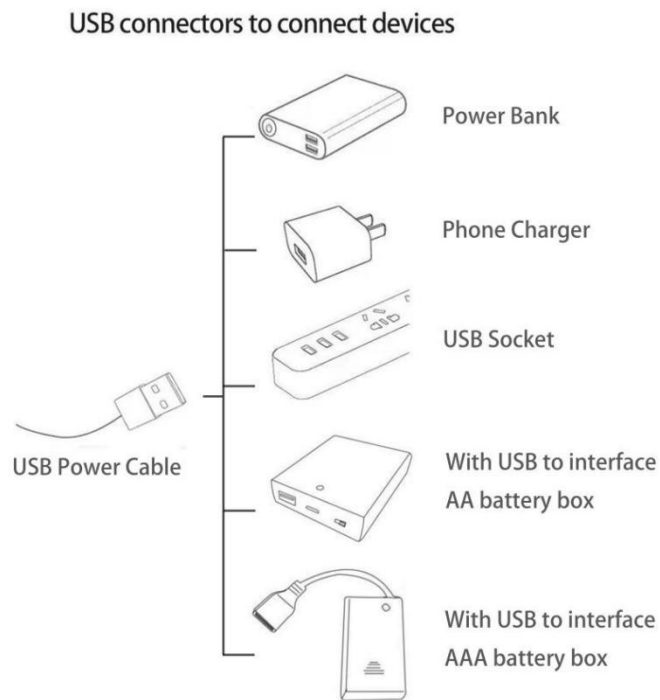 USB connectors to connect devices
Power Bank
Phone Charger
USB Socket
USB Power Cable
With USB to interface
AA battery box
With USB to interface
AAA battery box